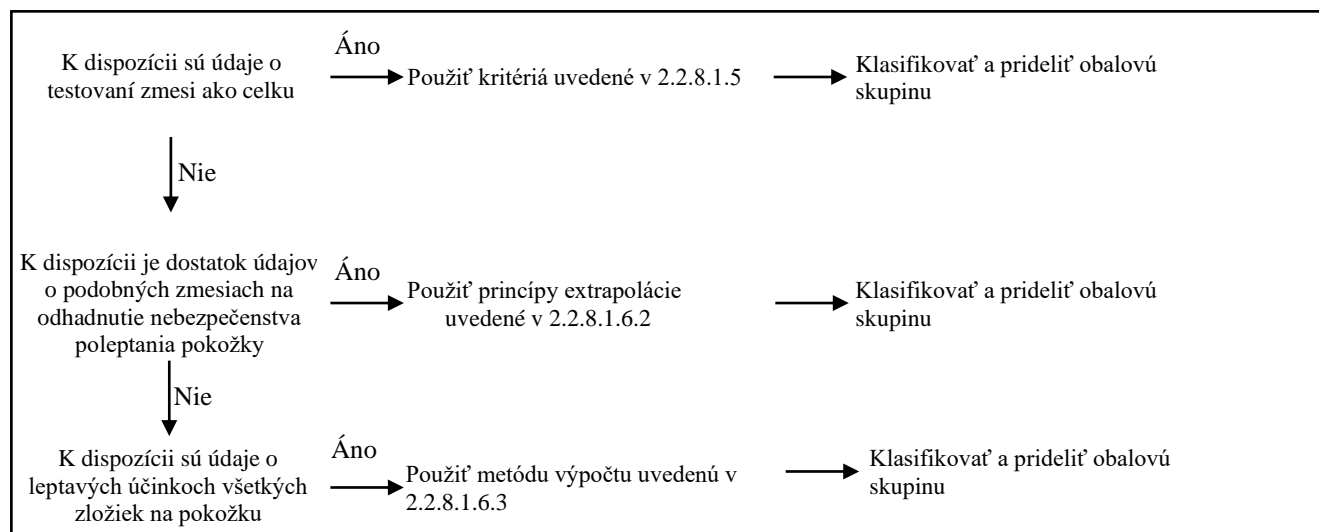 K dispozícii sú údaje o
testovaní zmesi ako celku
Áno
Použiť kritériá uvedené v 2.2.8.1.5
Klasifikovať a prideliť obalovú
skupinu
Nie
K dispozícii je dostatok údajov
o podobných zmesiach na
odhadnutie nebezpečenstva
poleptania pokožky
Áno
Použiť princípy extrapolácie
uvedené v 2.2.8.1.6.2
Klasifikovať a prideliť obalovú
skupinu
Nie
K dispozícii sú údaje o
leptavých účinkoch všetkých
zložiek na pokožku
Áno
Použiť metódu výpočtu uvedenú v
2.2.8.1.6.3
Klasifikovať a prideliť obalovú
skupinu